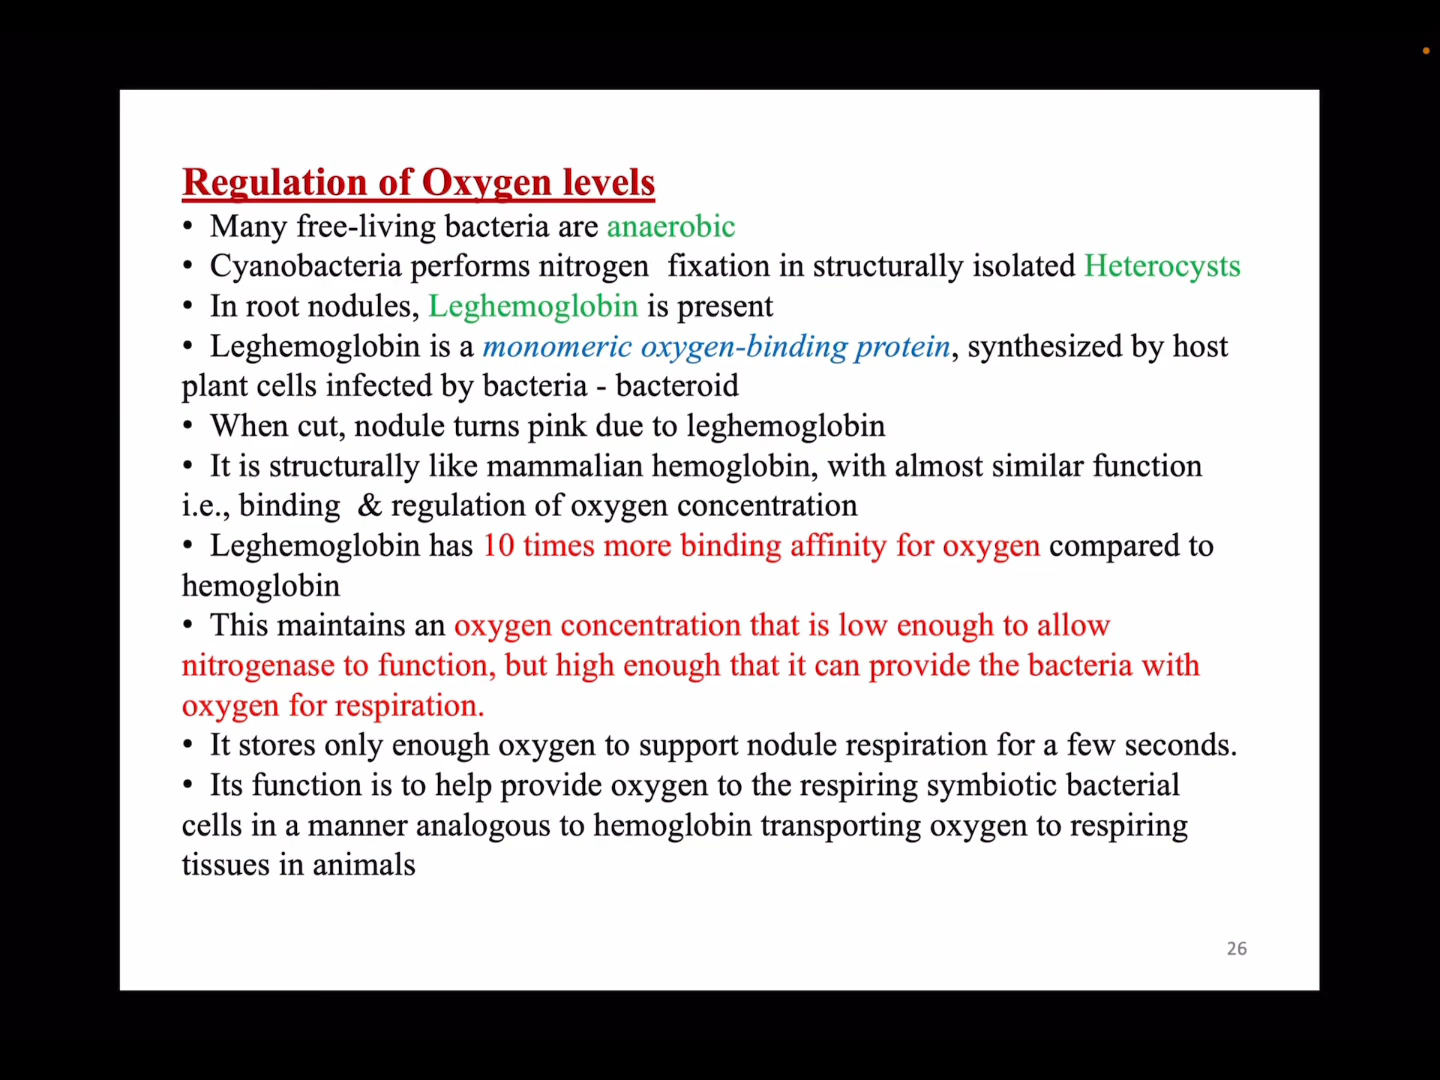 Regulation of Oxygen levels
• Many free-living bacteria are anaerobic
• Cyanobacteria performs nitrogen  fixation in structurally isolated Heterocysts
• In root nodules, Leghemoglobin is present
• Leghemoglobin is a monomeric oxygen-binding protein, synthesized by host
plant cells infected by bacteria - bacteroid
• When cut, nodule turns pink due to leghemoglobin
• It is structurally like mammalian hemoglobin, with almost similar function
i.e., binding  & regulation of oxygen concentration
• Leghemoglobin has 10 times more binding affinity for oxygen compared to
hemoglobin
• This maintains an oxygen concentration that is low enough to allow
nitrogenase to function, but high enough that it can provide the bacteria with
oxygen for respiration.
• It stores only enough oxygen to support nodule respiration for a few seconds.
• Its function is to help provide oxygen to the respiring symbiotic bacterial
cells in a manner analogous to hemoglobin transporting oxygen to respiring
tissues in animals
26